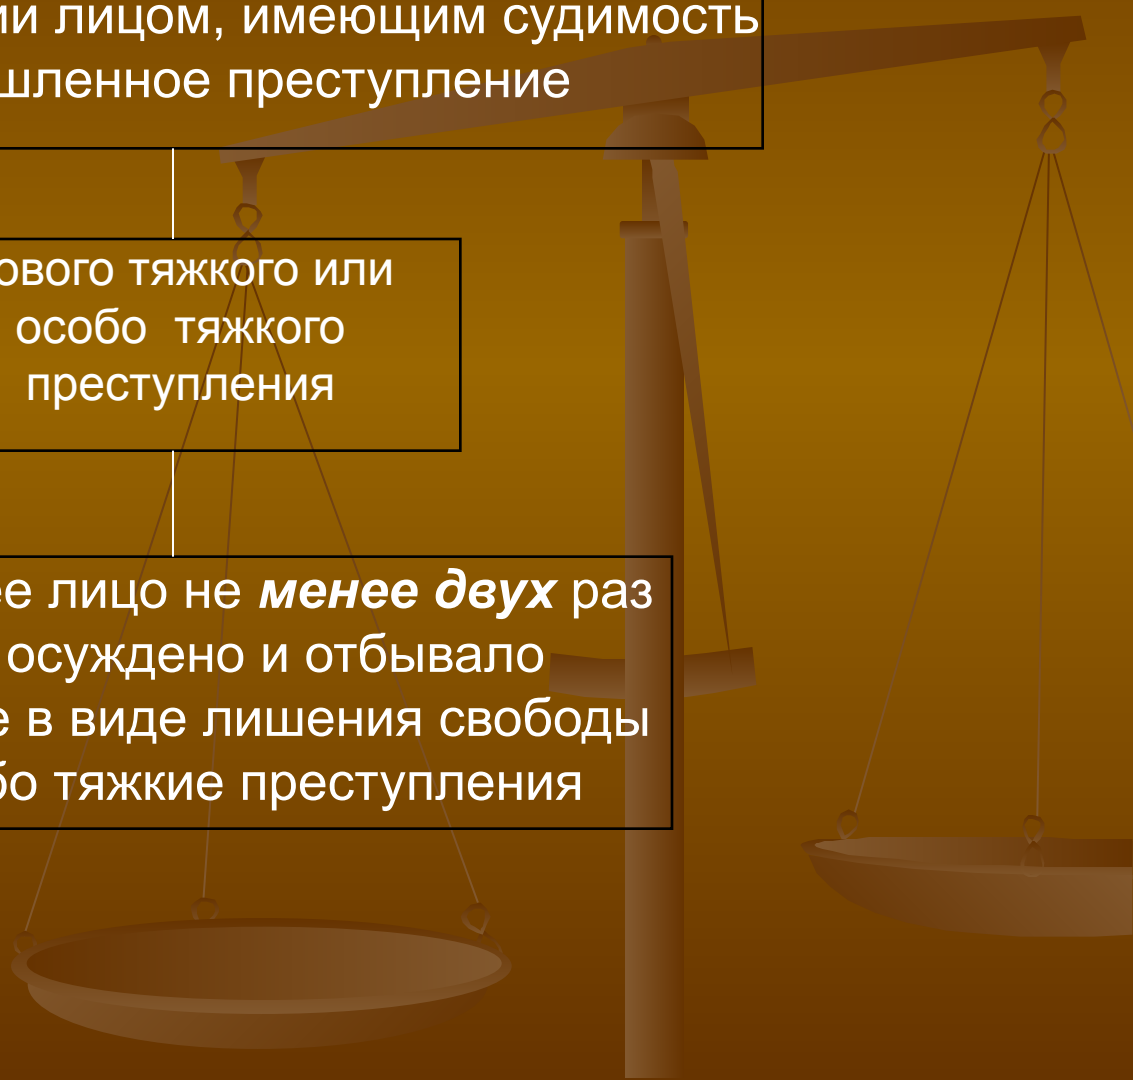 ии лицом, имеющим судимость
шленное преступление
ового тяжкого или
особо тяжкого
преступления
ее лицо не менее двух раз
осуждено и отбывало
е в виде лишения свободы
бо тяжкие преступления